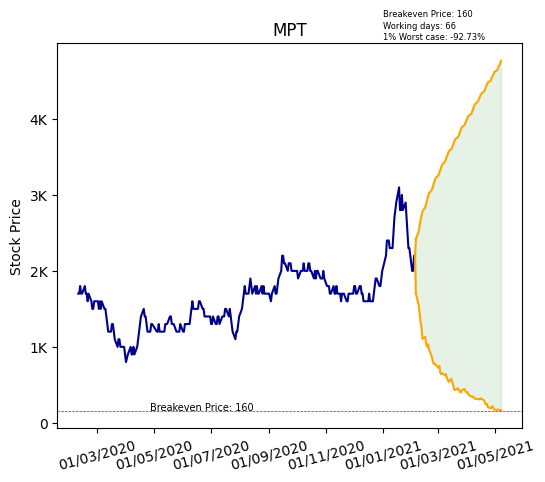 Breakeven Price: 160
Working days: 66
1% Worst case: -92.73%
MPT
Stock Price
4K
3K
2K
1K
0
Breakeven Price: 160
01/03/2020
01/05/2020
01/07/2020
01/09/2020
01/11/2020
01/01/2021
01/03/2021
01/05/2021